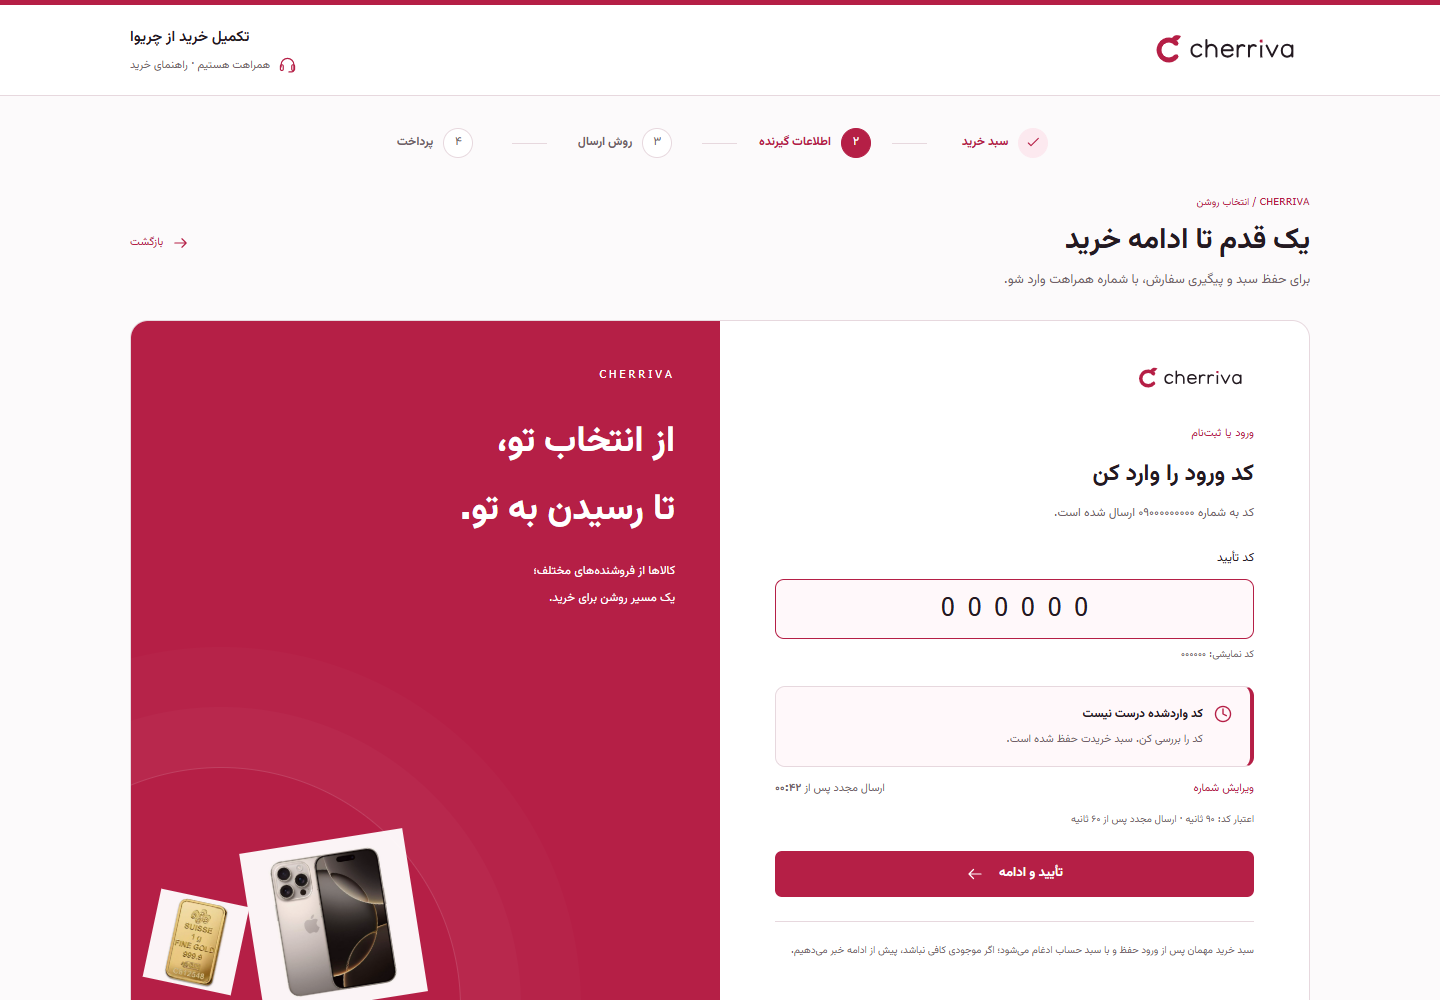 cherriva
تکمیل خرید از چریوا
همراهت هستیم · راهنمای خرید
سبد خرید
۲ اطلاعات گیرنده
۳ روش ارسال
۴ پرداخت
CHERRIVA / انتخاب روشن
یک قدم تا ادامه خرید
بازگشت
برای حفظ سبد و پیگیری سفارش، با شماره همراهت وارد شو.
cherriva
ورود یا ثبت‌نام
کد ورود را وارد کن
کد به شماره ۰۹۰۰۰۰۰۰۰۰۰ ارسال شده است.
کد تأیید
0 0 0 0 0 0
کد نمایشی: ۰۰۰۰۰۰
کد واردشده درست نیست
کد را بررسی کن. سبد خریدت حفظ شده است.
ویرایش شماره
ارسال مجدد پس از ۰۰:۴۲
اعتبار کد: ۹۰ ثانیه · ارسال مجدد پس از ۶۰ ثانیه
تأیید و ادامه
سبد خرید مهمان پس از ورود حفظ و با سبد حساب ادغام می‌شود؛ اگر موجودی کافی نباشد، پیش از ادامه خبر می‌دهیم.
CHERRIVA
از انتخاب تو،
تا رسیدن به تو.
کالاها از فروشنده‌های مختلف؛
یک مسیر روشن برای خرید.
SUISSE
1 g
FINE GOLD
999.9